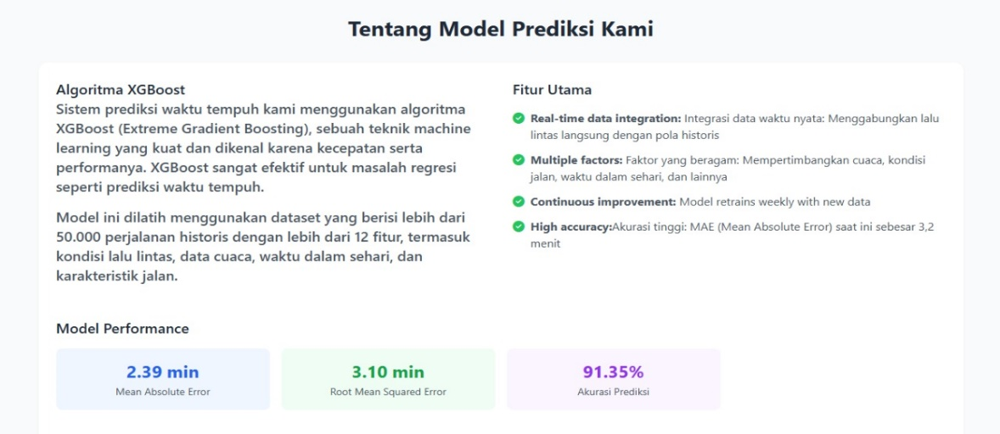 Tentang Model Prediksi Kami
Algoritma XGBoost
Sistem prediksi waktu tempuh kami menggunakan algoritma
XGBoost (Extreme Gradient Boosting), sebuah teknik machine
learning yang kuat dan dikenal karena kecepatan serta
performanya. XGBoost sangat efektif untuk masalah regresi
seperti prediksi waktu tempuh.
Model ini dilatih menggunakan dataset yang berisi lebih dari
50.000 perjalanan historis dengan lebih dari 12 fitur, termasuk
kondisi lalu lintas, data cuaca, waktu dalam sehari, dan
karakteristik jalan.
Fitur Utama
Real-time data integration: Integrasi data waktu nyata: Menggabungkan lalu
lintas langsung dengan pola historis
Multiple factors: Faktor yang beragam: Mempertimbangkan cuaca, kondisi
jalan, waktu dalam sehari, dan lainnya
Continuous improvement: Model retrains weekly with new data
High accuracy:Akurasi tinggi: MAE (Mean Absolute Error) saat ini sebesar 3,2
menit
Model Performance
2.39 min
Mean Absolute Error
3.10 min
Root Mean Squared Error
91.35%
Akurasi Prediksi